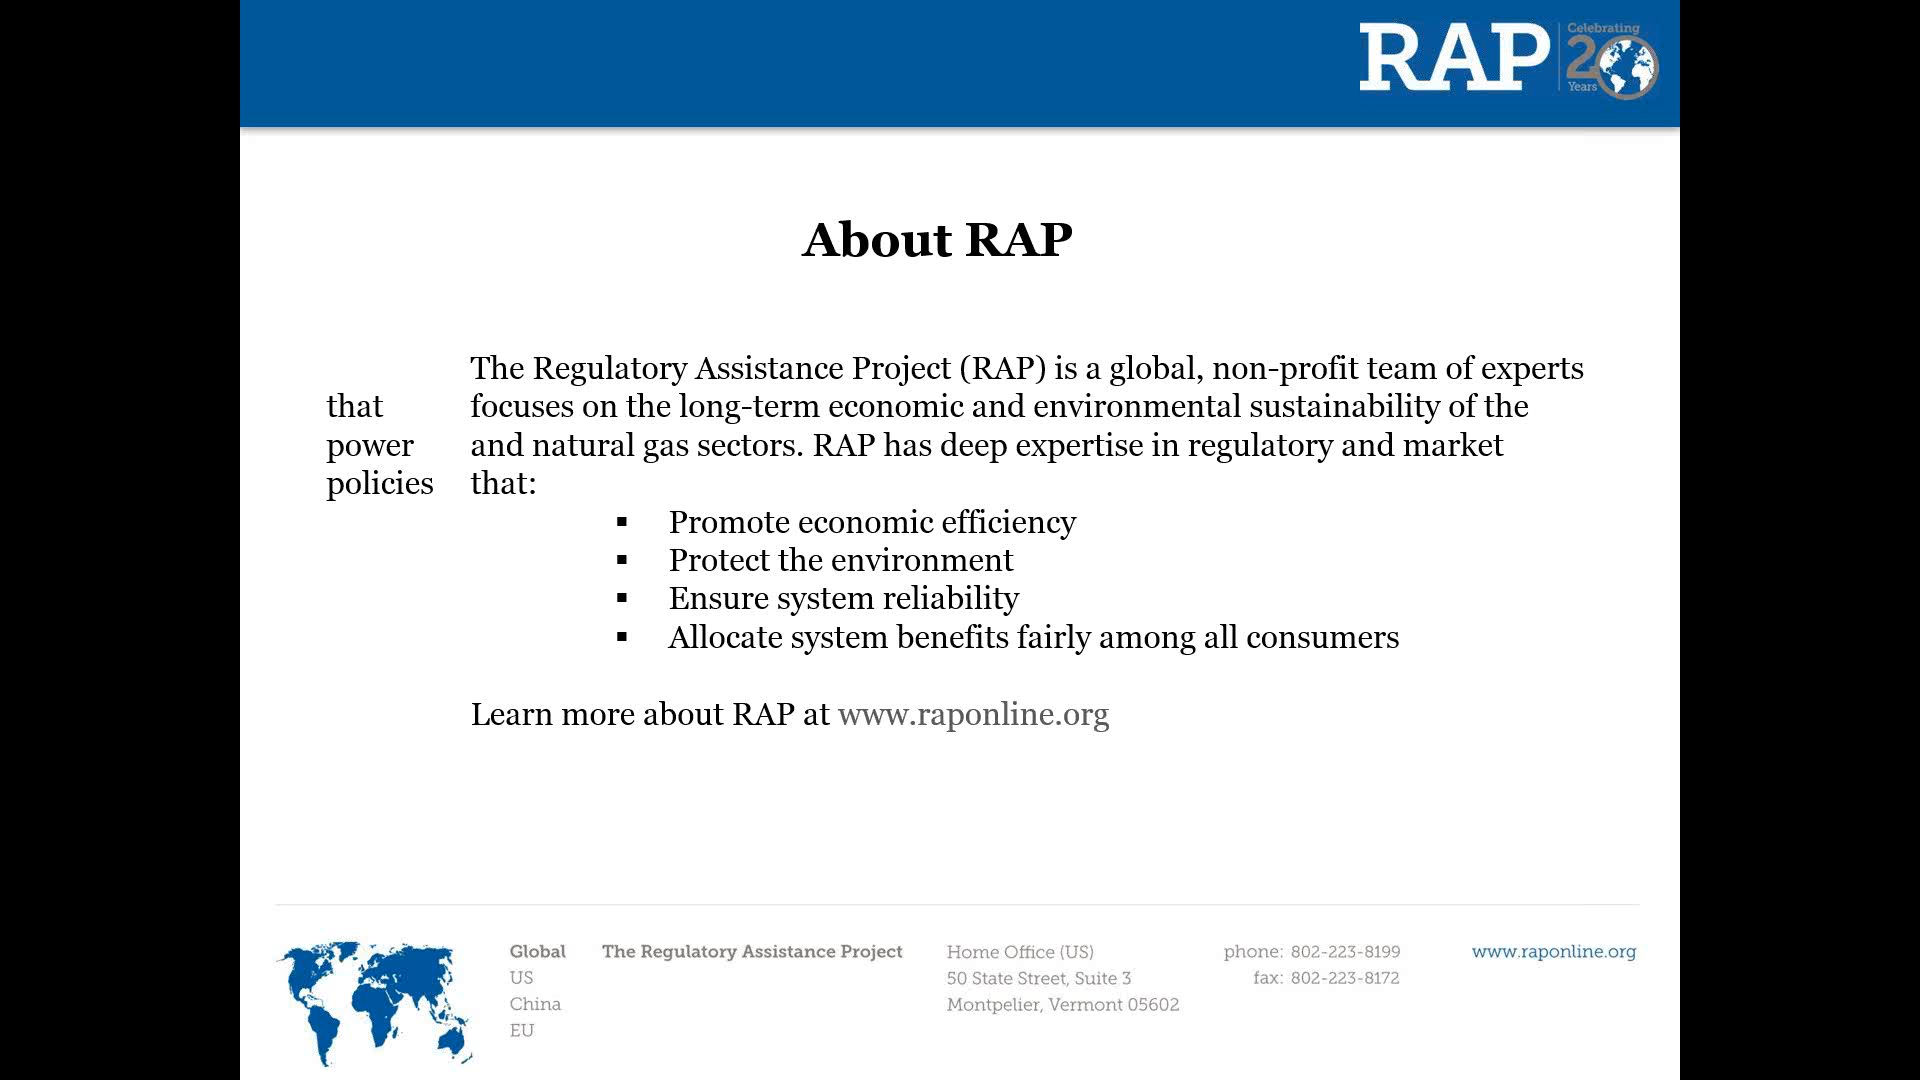 RAP
Celebrating
20
Years
About RAP
The Regulatory Assistance Project (RAP) is a global, non-profit team of experts
that focuses on the long-term economic and environmental sustainability of the
power and natural gas sectors. RAP has deep expertise in regulatory and market
policies that:
▪ Promote economic efficiency
▪ Protect the environment
▪ Ensure system reliability
▪ Allocate system benefits fairly among all consumers
Learn more about RAP at www.raponline.org
Global
US
China
EU
The Regulatory Assistance Project
Home Office (US)
50 State Street, Suite 3
Montpelier, Vermont 05602
phone: 802-223-8199
fax: 802-223-8172
www.raponline.org